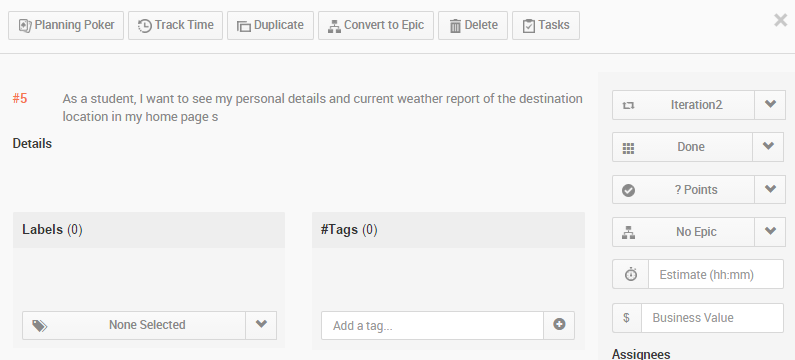 Planning Poker Track Time Duplicate Convert to Epic Delete Tasks
#5 As a student, I want to see my personal details and current weather report of the destination
location in my home page s
Details
Labels (0)
None Selected
#Tags (0)
Add a tag...
Iteration2
Done
? Points
No Epic
Estimate (hh:mm)
$ Business Value
Assignees